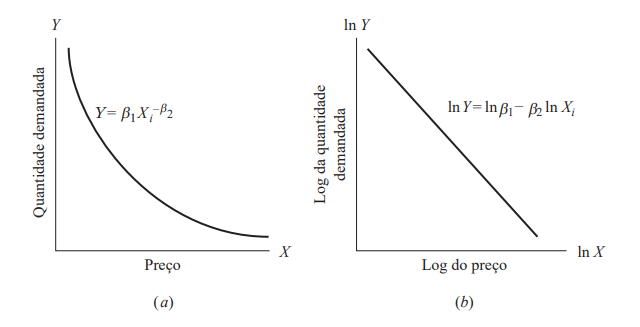 Y
Quantidade demandada
Y = β₁Xᵢ^−β₂
X
Preço
(a)
ln Y
Log da quantidade
demandada
ln Y = ln β₁ − β₂ ln Xᵢ
ln X
Log do preço
(b)